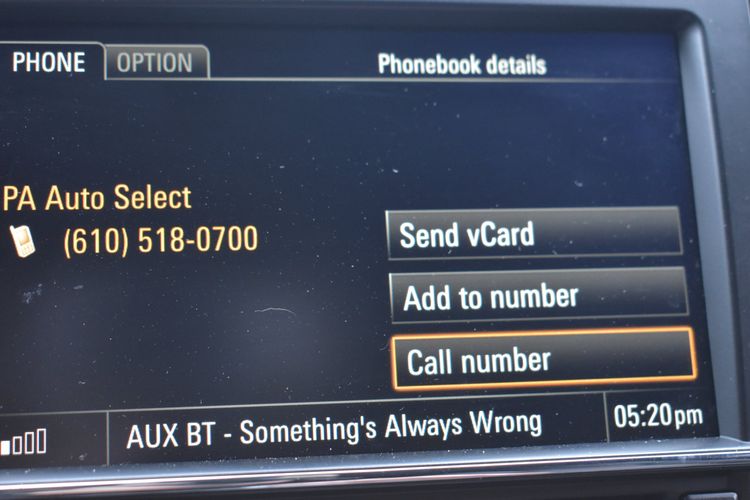 PHONE OPTION Phonebook details
PA Auto Select
(610) 518-0700
Send vCard
Add to number
Call number
AUX BT - Something's Always Wrong 05:20pm